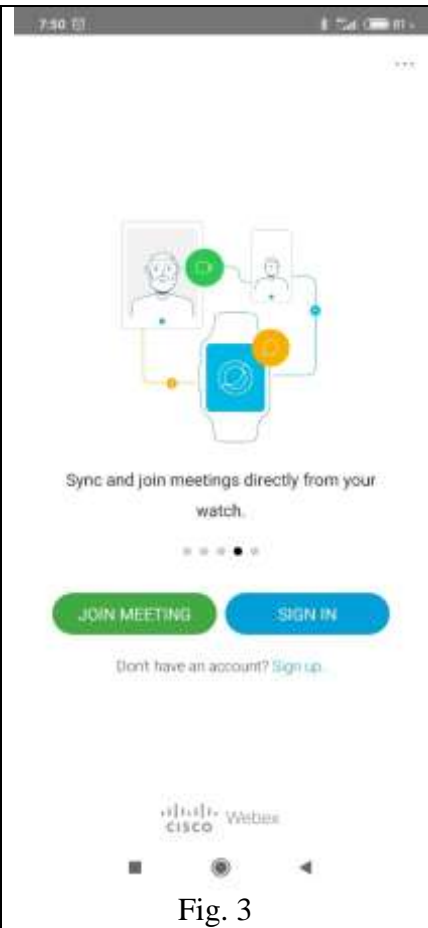 7:50
Sync and join meetings directly from your
watch.
JOIN MEETING
SIGN IN
Don't have an account? Sign up.
CISCO Webex
Fig. 3